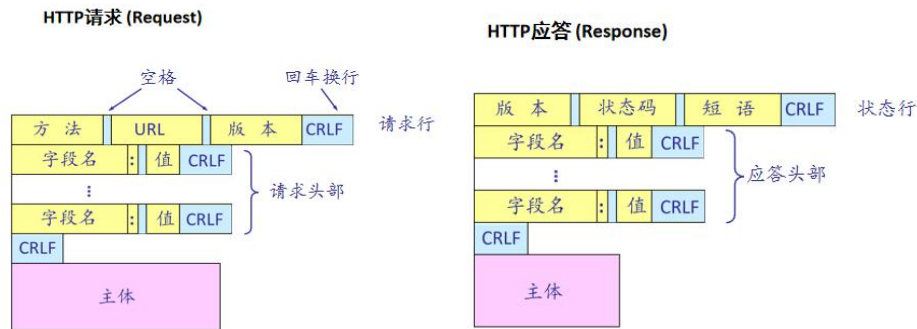 HTTP请求 (Request)
空格
回车换行
方法 URL 版本 CRLF 请求行
字段名 : 值 CRLF
⋮
请求头部
字段名 : 值 CRLF
CRLF
主体
HTTP应答 (Response)
版本 状态码 短语 CRLF 状态行
字段名 : 值 CRLF
⋮
应答头部
字段名 : 值 CRLF
CRLF
主体